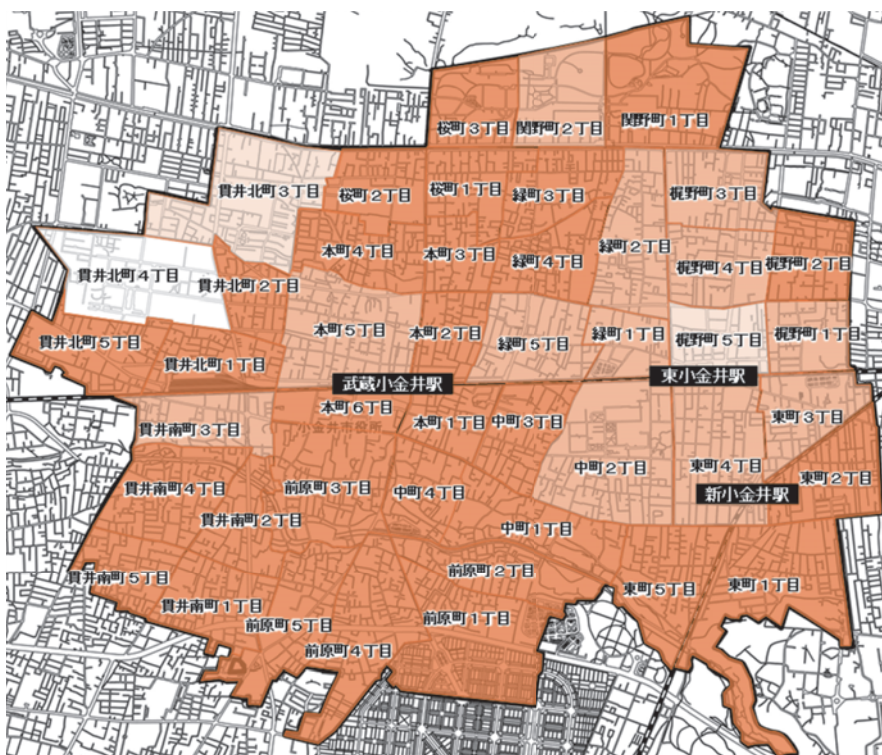 桜町3丁目
関野町2丁目
関野町1丁目
貫井北町3丁目
桜町2丁目
桜町1丁目
緑町3丁目
梶野町3丁目
本町4丁目
本町3丁目
緑町4丁目
緑町2丁目
梶野町4丁目
梶野町2丁目
貫井北町4丁目
貫井北町2丁目
本町5丁目
本町2丁目
緑町5丁目
緑町1丁目
梶野町5丁目
梶野町1丁目
貫井北町5丁目
貫井北町1丁目
武蔵小金井駅
東小金井駅
本町6丁目
小金井市役所
本町1丁目
中町3丁目
東町3丁目
貫井南町3丁目
中町2丁目
東町4丁目
東町2丁目
新小金井駅
貫井南町4丁目
前原町3丁目
中町4丁目
貫井南町2丁目
中町1丁目
前原町2丁目
貫井南町5丁目
東町5丁目
東町1丁目
貫井南町1丁目
前原町5丁目
前原町1丁目
前原町4丁目